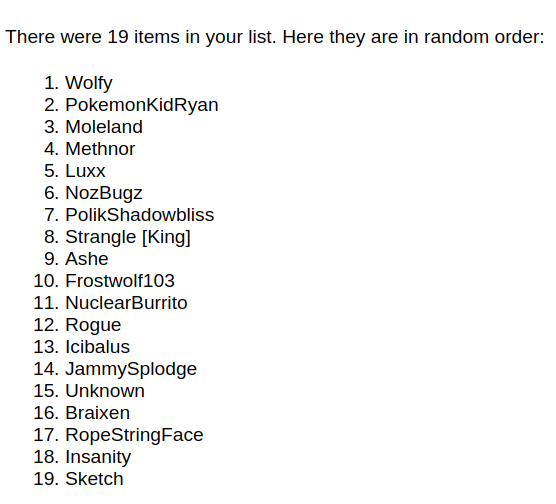 There were 19 items in your list. Here they are in random order:
1. Wolfy
2. PokemonKidRyan
3. Moleland
4. Methnor
5. Luxx
6. NozBugz
7. PolikShadowbliss
8. Strangle [King]
9. Ashe
10. Frostwolf103
11. NuclearBurrito
12. Rogue
13. Icibalus
14. JammySplodge
15. Unknown
16. Braixen
17. RopeStringFace
18. Insanity
19. Sketch